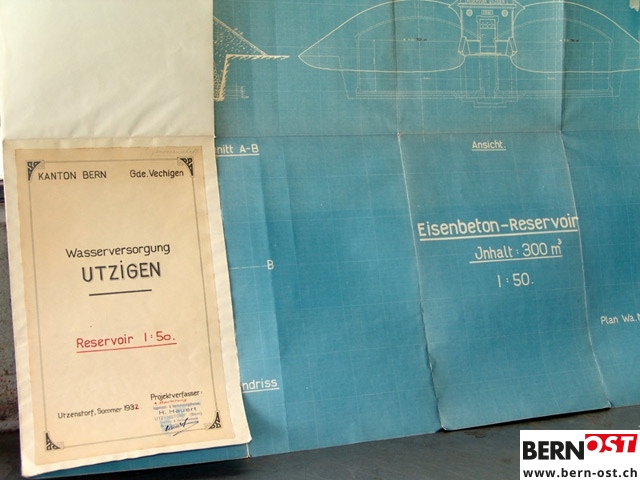 KANTON BERN Gde. Vechigen
Wasserversorgung
UTZIGEN
Reservoir 1:50.
Utzenstorf, Sommer 1932
Projektverfasser:
H. Hauert
nitt A-B
B
ndriss
Ansicht.
Eisenbeton-Reservoir
Jnhalt: 300 m³
1:50.
Plan Wa.
BERNOST
www.bern-ost.ch